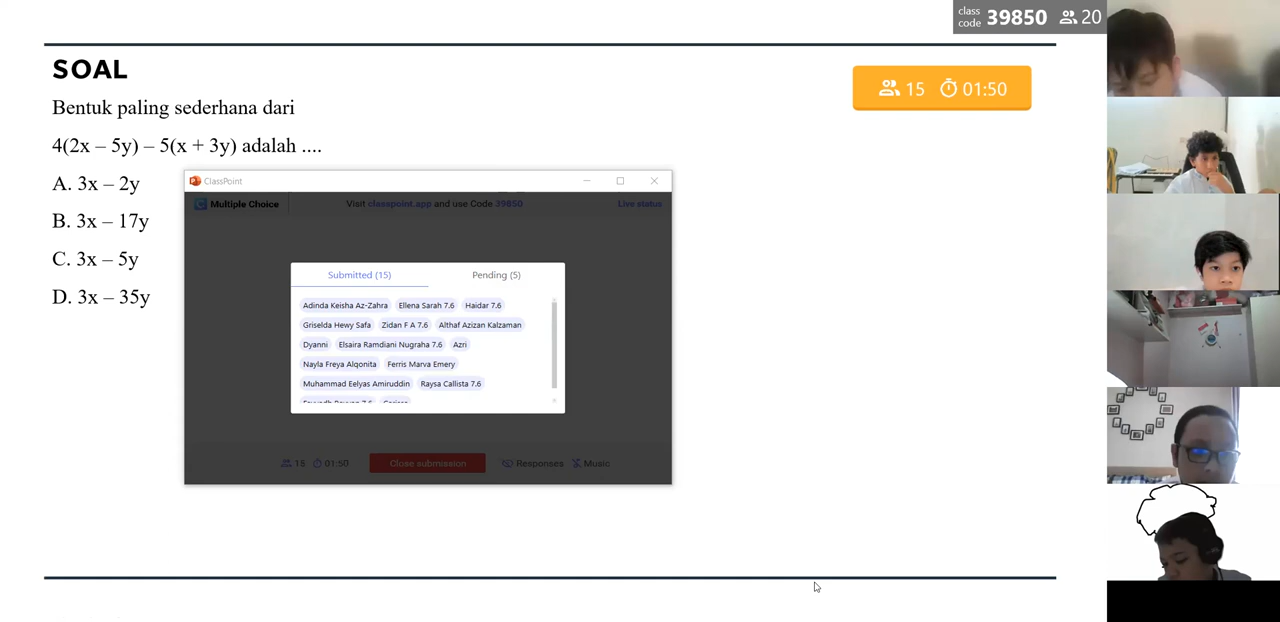 class code 39850 20
SOAL
15 01:50
Bentuk paling sederhana dari
4(2x – 5y) – 5(x + 3y) adalah ....
A. 3x – 2y
B. 3x – 17y
C. 3x – 5y
D. 3x – 35y
ClassPoint
Multiple Choice
Visit classpoint.app and use Code 39850
Live status
Submitted (15)
Pending (5)
Adinda Keisha Az-Zahra Ellena Sarah 7.6 Haidar 7.6
Griselda Hewy Safa Zidan F A 7.6 Althaf Azizan Kalzaman
Dyanni Elsaira Ramdiani Nugraha 7.6 Azri
Nayla Freya Alqonita Ferris Marva Emery
Muhammad Eelyas Amiruddin Raysa Callista 7.6
15 01:50 Close submission Responses Music